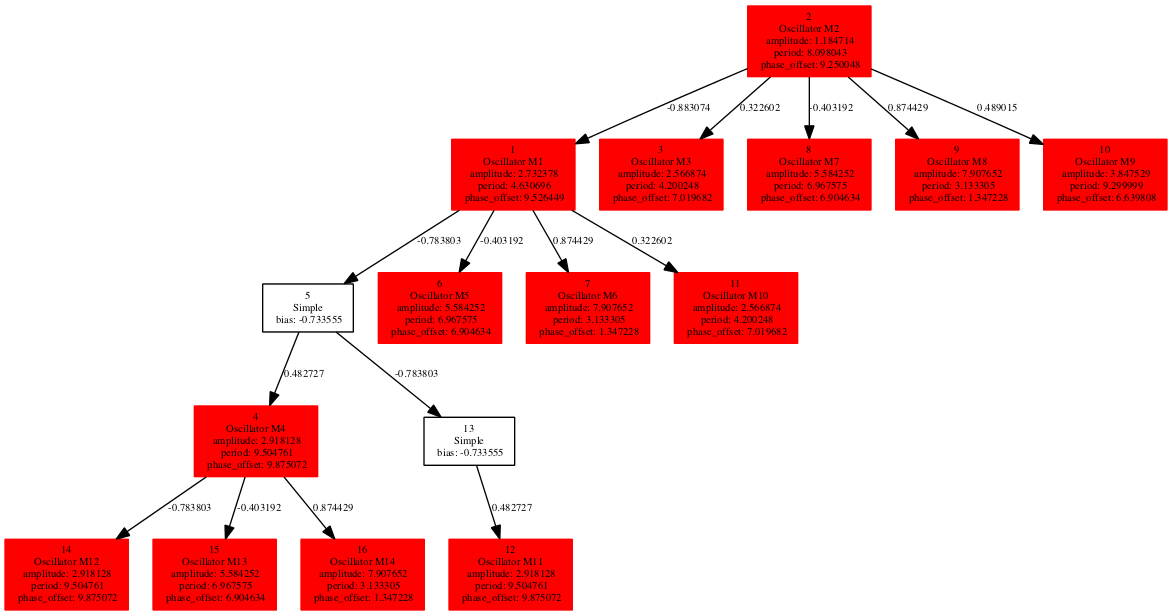 2
Oscillator M2
amplitude: 1.184714
period: 8.098043
phase_offset: 9.250048
-0.883074
0.322602
-0.403192
0.874429
0.489015
1
Oscillator M1
amplitude: 2.732378
period: 4.630696
phase_offset: 9.526449
3
Oscillator M3
amplitude: 2.566874
period: 4.200248
phase_offset: 7.019682
8
Oscillator M7
amplitude: 5.584252
period: 6.967575
phase_offset: 6.904634
9
Oscillator M8
amplitude: 7.907652
period: 3.133305
phase_offset: 1.347228
10
Oscillator M9
amplitude: 3.847529
period: 9.299999
phase_offset: 6.639808
-0.783803
-0.403192
0.874429
0.322602
5
Simple
bias: -0.733555
6
Oscillator M5
amplitude: 5.584252
period: 6.967575
phase_offset: 6.904634
7
Oscillator M6
amplitude: 7.907652
period: 3.133305
phase_offset: 1.347228
11
Oscillator M10
amplitude: 2.566874
period: 4.200248
phase_offset: 7.019682
0.482727
-0.783803
4
Oscillator M4
amplitude: 2.918128
period: 9.504761
phase_offset: 9.875072
13
Simple
bias: -0.733555
-0.783803
-0.403192
0.874429
0.482727
14
Oscillator M12
amplitude: 2.918128
period: 9.504761
phase_offset: 9.875072
15
Oscillator M13
amplitude: 5.584252
period: 6.967575
phase_offset: 6.904634
16
Oscillator M14
amplitude: 7.907652
period: 3.133305
phase_offset: 1.347228
12
Oscillator M11
amplitude: 2.918128
period: 9.504761
phase_offset: 9.875072